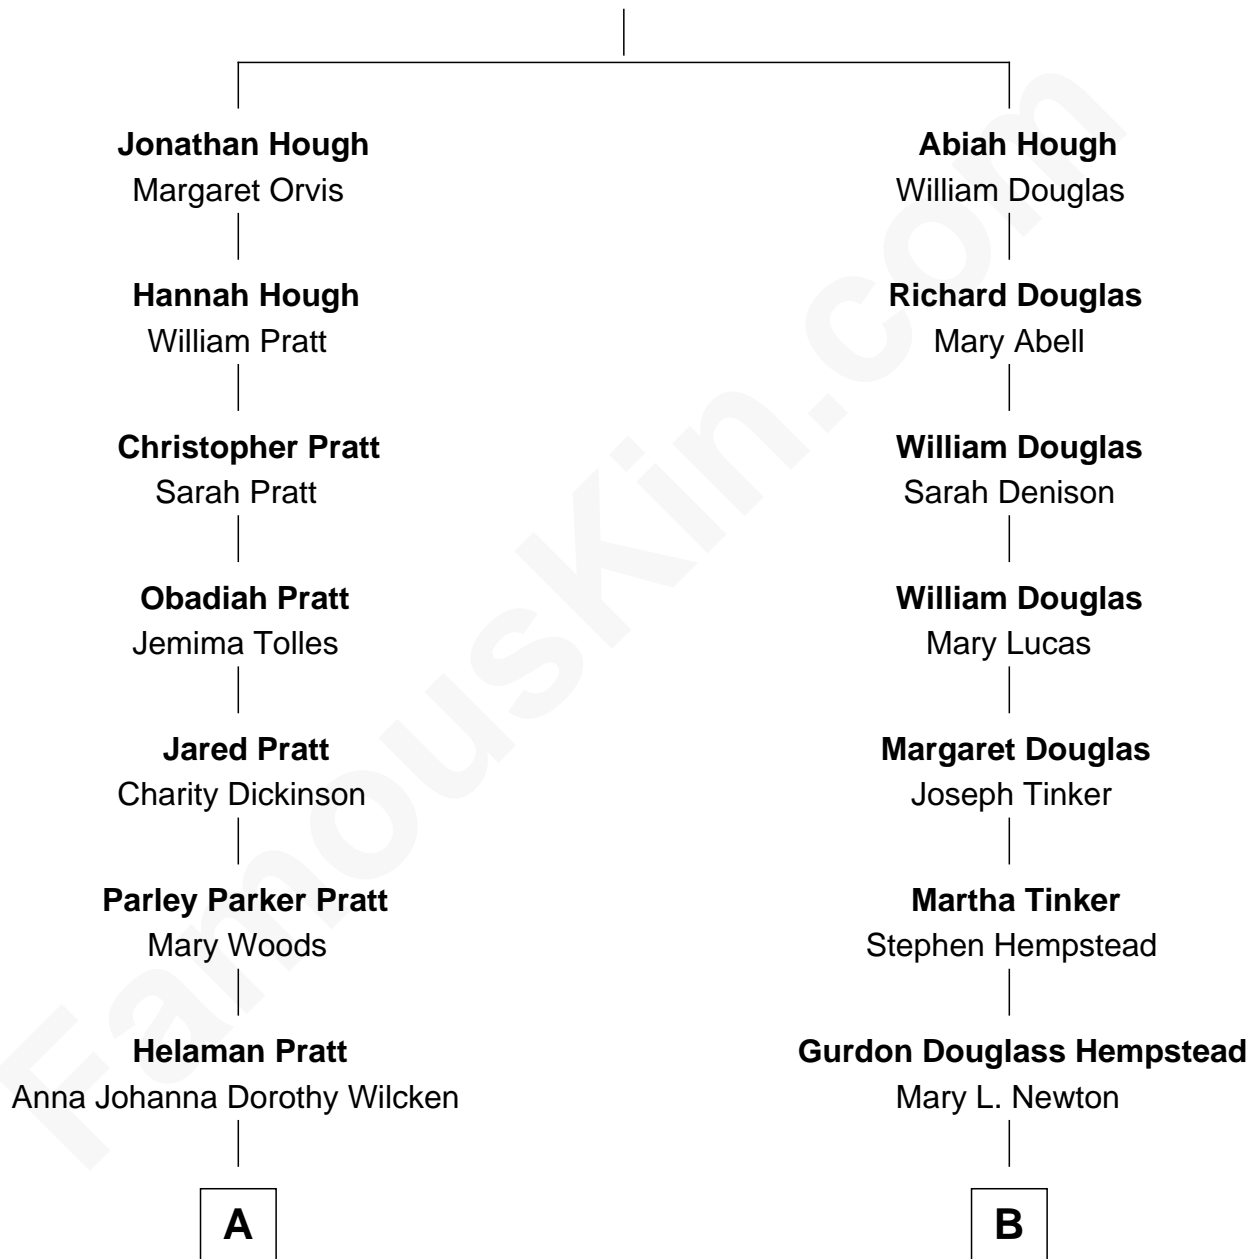 Jonathan Hough
Margaret Orvis
Hannah Hough
William Pratt
Christopher Pratt
Sarah Pratt
Obadiah Pratt
Jemima Tolles
Jared Pratt
Charity Dickinson
Parley Parker Pratt
Mary Woods
Helaman Pratt
Anna Johanna Dorothy Wilcken
A
Abiah Hough
William Douglas
Richard Douglas
Mary Abell
William Douglas
Sarah Denison
William Douglas
Mary Lucas
Margaret Douglas
Joseph Tinker
Martha Tinker
Stephen Hempstead
Gurdon Douglass Hempstead
Mary L. Newton
B
FamousKin.com